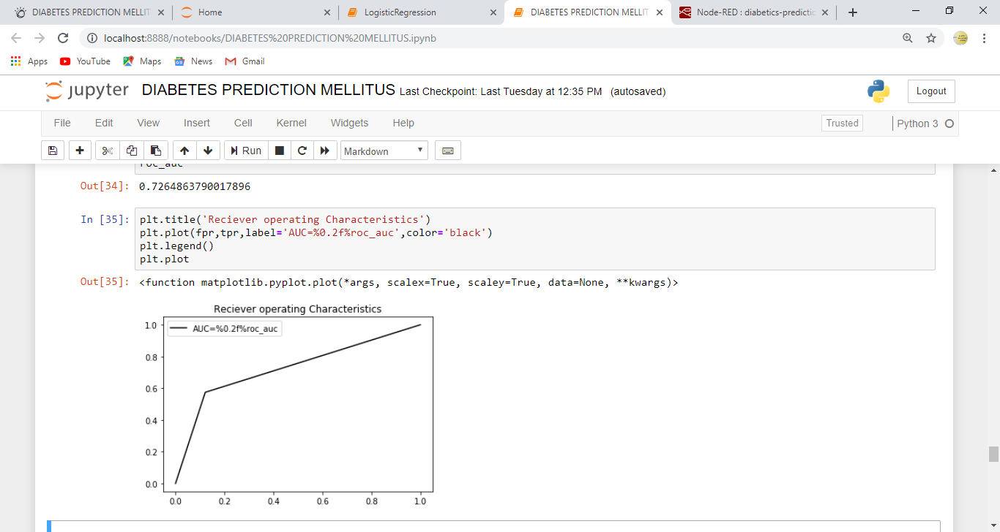 DIABETES PREDICTION MELLIT
Home
LogisticRegression
DIABETES PREDICTION MELLIT
Node-RED : diabetics-predictic
localhost:8888/notebooks/DIABETES%20PREDICTION%20MELLITUS.ipynb
Apps YouTube Maps News Gmail
jupyter DIABETES PREDICTION MELLITUS Last Checkpoint: Last Tuesday at 12:35 PM (autosaved)
Logout
File Edit View Insert Cell Kernel Widgets Help
Trusted
Python 3
Run
Markdown
roc_auc
Out[34]: 0.7264863790017896
In [35]: plt.title('Reciever operating Characteristics')
plt.plot(fpr,tpr,label='AUC=%0.2f%roc_auc',color='black')
plt.legend()
plt.plot
Out[35]: <function matplotlib.pyplot.plot(*args, scalex=True, scaley=True, data=None, **kwargs)>
Reciever operating Characteristics
AUC=%0.2f%roc_auc
1.0
0.8
0.6
0.4
0.2
0.0
0.0 0.2 0.4 0.6 0.8 1.0